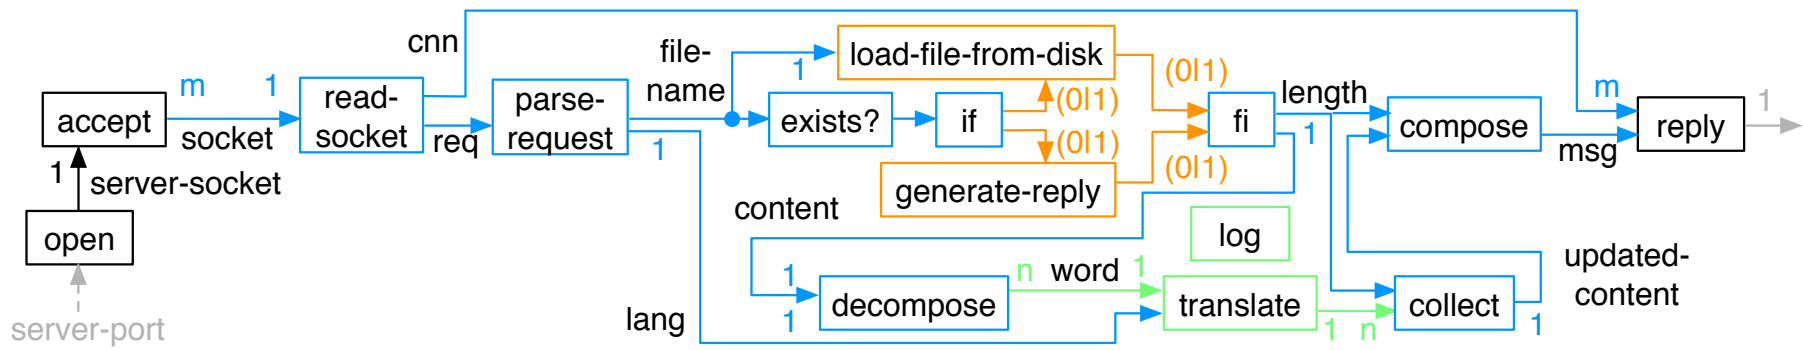 cnn
file-
name
load-file-from-disk
1
(0|1)
(0|1)
m
1
accept
socket
read-
socket
req
parse-
request
1
exists?
if
(0|1)
(0|1)
generate-reply
fi
length
1
compose
msg
m
reply
1
1
server-socket
open
server-port
content
log
lang
1
1
decompose
n
word
1
translate
1
n
collect
1
updated-
content